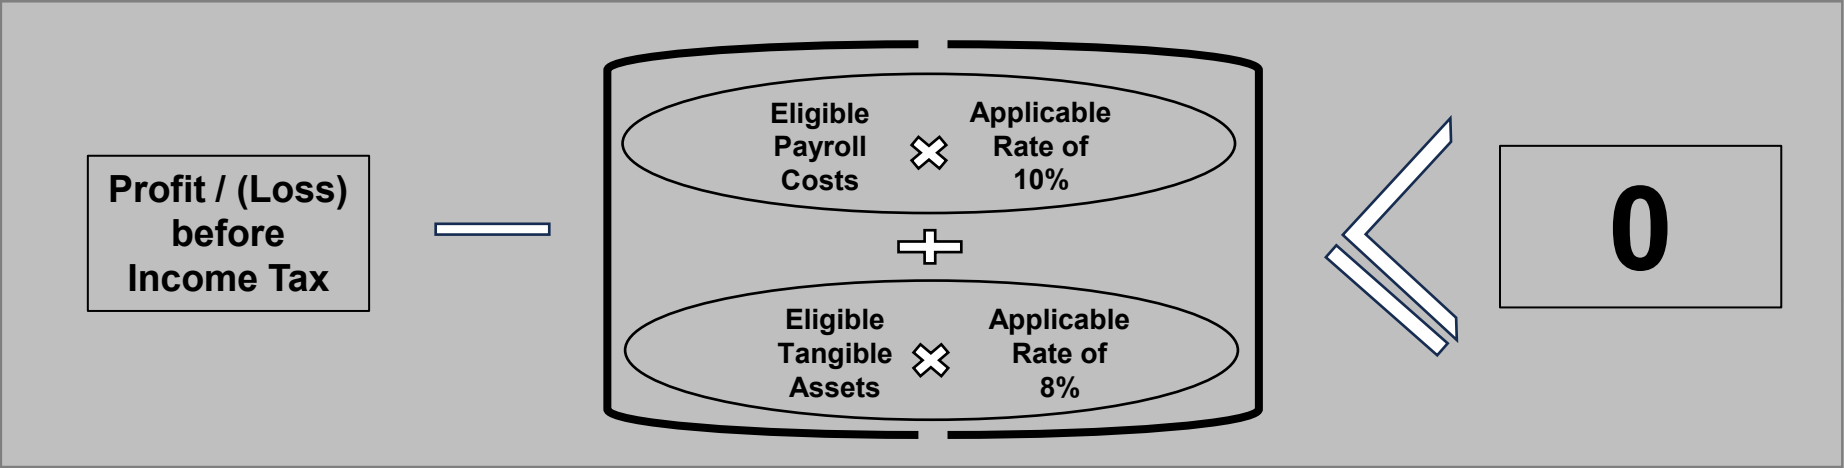 Profit / (Loss)
before
Income Tax
Eligible
Payroll
Costs
Applicable
Rate of
10%
Eligible
Tangible
Assets
Applicable
Rate of
8%
0